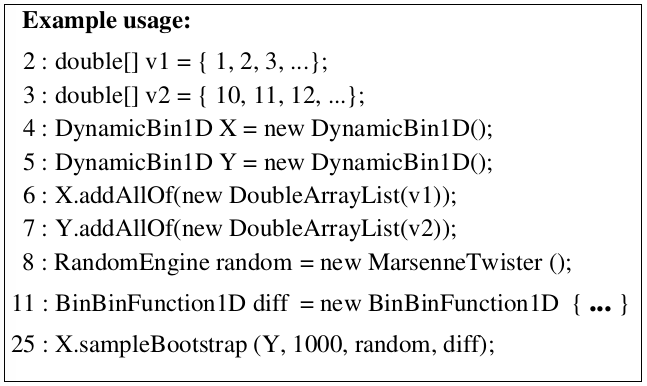 Example usage:
2 : double[] v1 = { 1, 2, 3, ...};
3 : double[] v2 = { 10, 11, 12, ...};
4 : DynamicBin1D X = new DynamicBin1D();
5 : DynamicBin1D Y = new DynamicBin1D();
6 : X.addAllOf(new DoubleArrayList(v1));
7 : Y.addAllOf(new DoubleArrayList(v2));
8 : RandomEngine random = new MarsenneTwister ();
11 : BinBinFunction1D diff = new BinBinFunction1D { ... }
25 : X.sampleBootstrap (Y, 1000, random, diff);